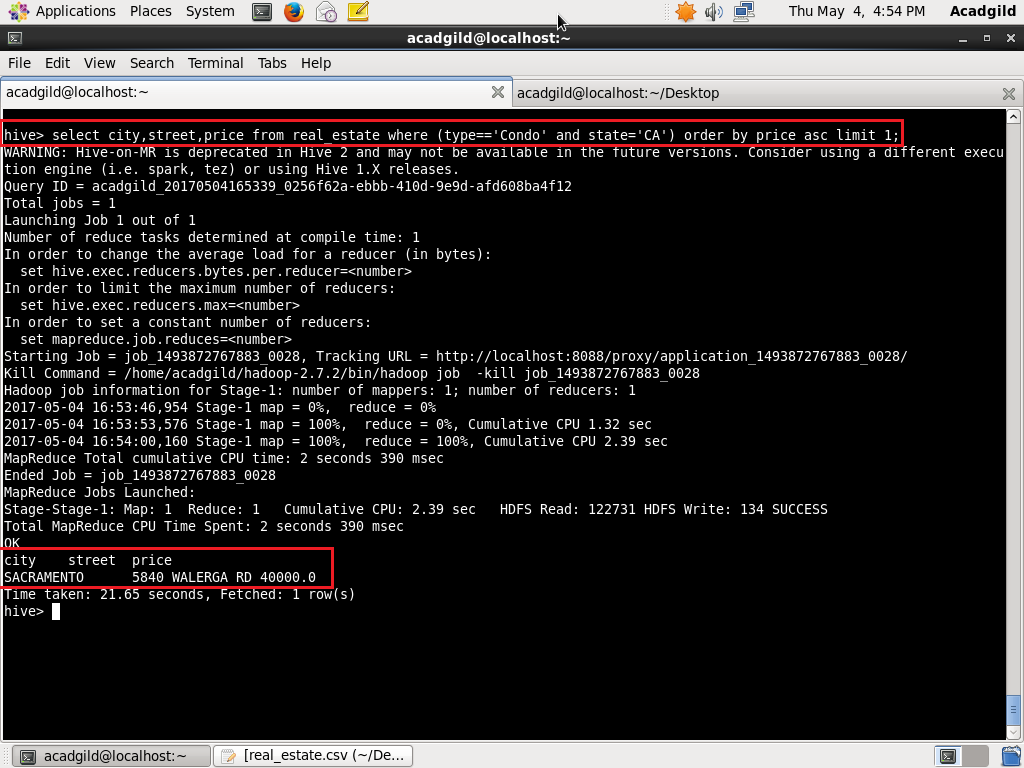 Applications Places System Thu May 4, 4:54 PM Acadgild
acadgild@localhost:~
File Edit View Search Terminal Tabs Help
acadgild@localhost:~ acadgild@localhost:~/Desktop
hive> select city,street,price from real_estate where (type=='Condo' and state='CA') order by price asc limit 1;
WARNING: Hive-on-MR is deprecated in Hive 2 and may not be available in the future versions. Consider using a different execu
tion engine (i.e. spark, tez) or using Hive 1.X releases.
Query ID = acadgild_20170504165339_0256f62a-ebbb-410d-9e9d-afd608ba4f12
Total jobs = 1
Launching Job 1 out of 1
Number of reduce tasks determined at compile time: 1
In order to change the average load for a reducer (in bytes):
  set hive.exec.reducers.bytes.per.reducer=<number>
In order to limit the maximum number of reducers:
  set hive.exec.reducers.max=<number>
In order to set a constant number of reducers:
  set mapreduce.job.reduces=<number>
Starting Job = job_1493872767883_0028, Tracking URL = http://localhost:8088/proxy/application_1493872767883_0028/
Kill Command = /home/acadgild/hadoop-2.7.2/bin/hadoop job  -kill job_1493872767883_0028
Hadoop job information for Stage-1: number of mappers: 1; number of reducers: 1
2017-05-04 16:53:46,954 Stage-1 map = 0%,  reduce = 0%
2017-05-04 16:53:53,576 Stage-1 map = 100%,  reduce = 0%, Cumulative CPU 1.32 sec
2017-05-04 16:54:00,160 Stage-1 map = 100%,  reduce = 100%, Cumulative CPU 2.39 sec
MapReduce Total cumulative CPU time: 2 seconds 390 msec
Ended Job = job_1493872767883_0028
MapReduce Jobs Launched:
Stage-Stage-1: Map: 1  Reduce: 1   Cumulative CPU: 2.39 sec   HDFS Read: 122731 HDFS Write: 134 SUCCESS
Total MapReduce CPU Time Spent: 2 seconds 390 msec
OK
city    street  price
SACRAMENTO      5840 WALERGA RD 40000.0
Time taken: 21.65 seconds, Fetched: 1 row(s)
hive>
acadgild@localhost:~ [real_estate.csv (~/De...